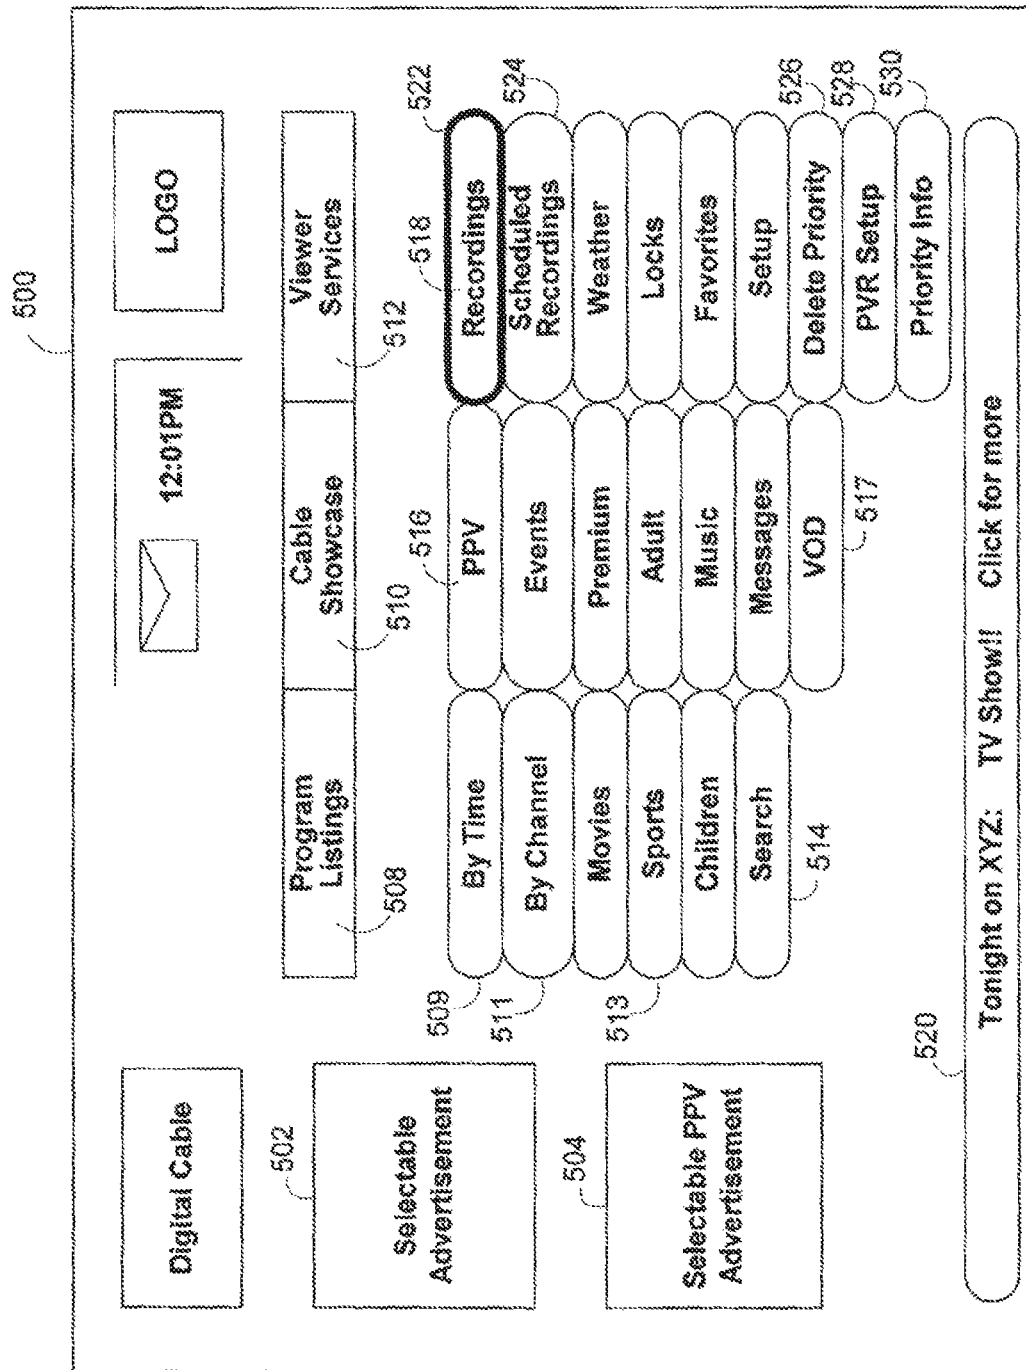 500
Digital Cable
12:01PM
LOGO
502
Selectable
Advertisement
504
Selectable PPV
Advertisement
Program
Listings
508
Cable
Showcase
510
Viewer
Services
512
509
By Time
511
By Channel
Movies
513
Sports
Children
Search
514
516
PPV
Events
Premium
Adult
Music
Messages
VOD
517
518
522
Recordings
524
Scheduled
Recordings
Weather
Locks
Favorites
Setup
526
Delete Priority
528
PVR Setup
530
Priority Info
520
Tonight on XYZ: TV Show!! Click for more